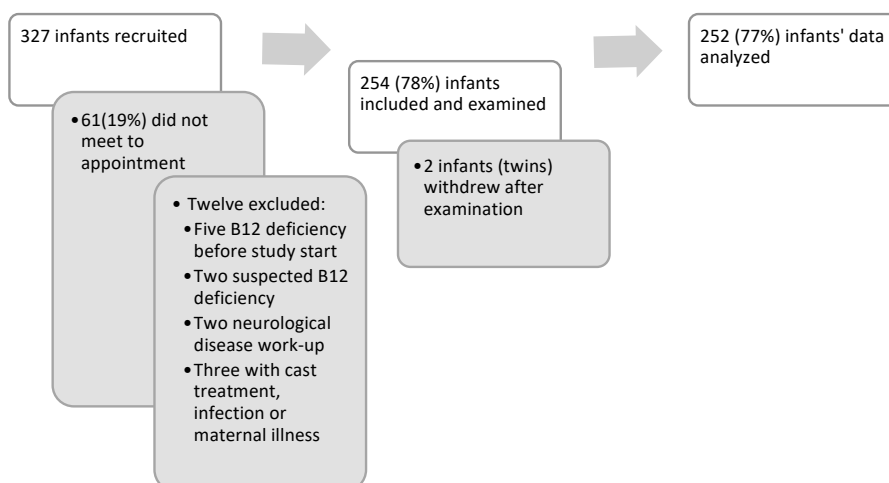 327 infants recruited
•61(19%) did not
meet to
appointment
• Twelve excluded:
•Five B12 deficiency
before study start
•Two suspected B12
deficiency
•Two neurological
disease work-up
•Three with cast
treatment,
infection or
maternal illness
254 (78%) infants
included and examined
•2 infants (twins)
withdrew after
examination
252 (77%) infants' data
analyzed